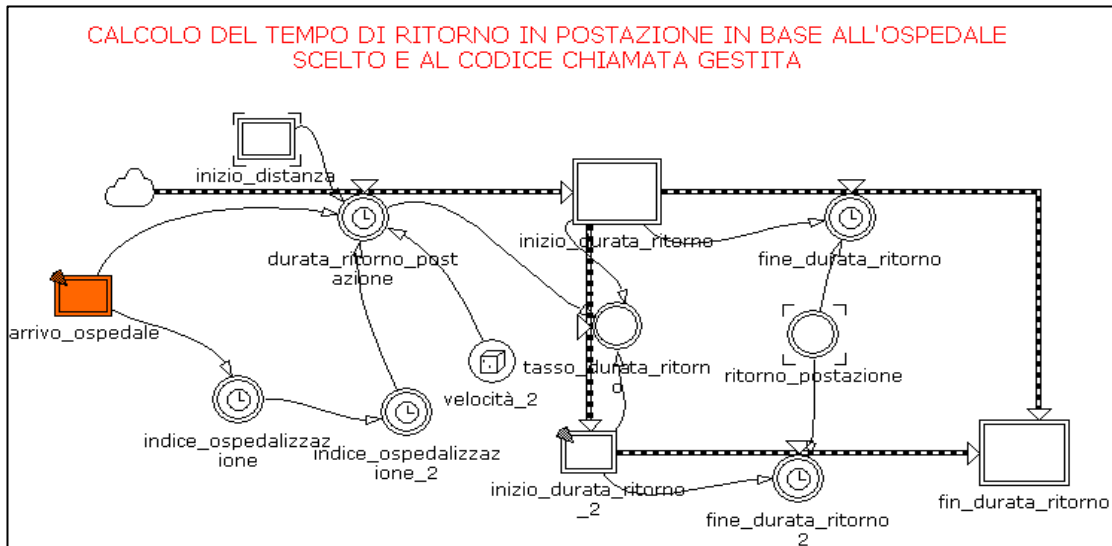 CALCOLO DEL TEMPO DI RITORNO IN POSTAZIONE IN BASE ALL'OSPEDALE
SCELTO E AL CODICE CHIAMATA GESTITA
inizio_distanza
inizio_durata_ritorno
durata_ritorno_post
azione
fine_durata_ritorno
arrivo_ospedale
tasso_durata_ritorn
o
ritorno_postazione
velocità_2
indice_ospedalizzaz
ione
indice_ospedalizzaz
ione_2
inizio_durata_ritorno
_2
fine_durata_ritorno
2
fin_durata_ritorno